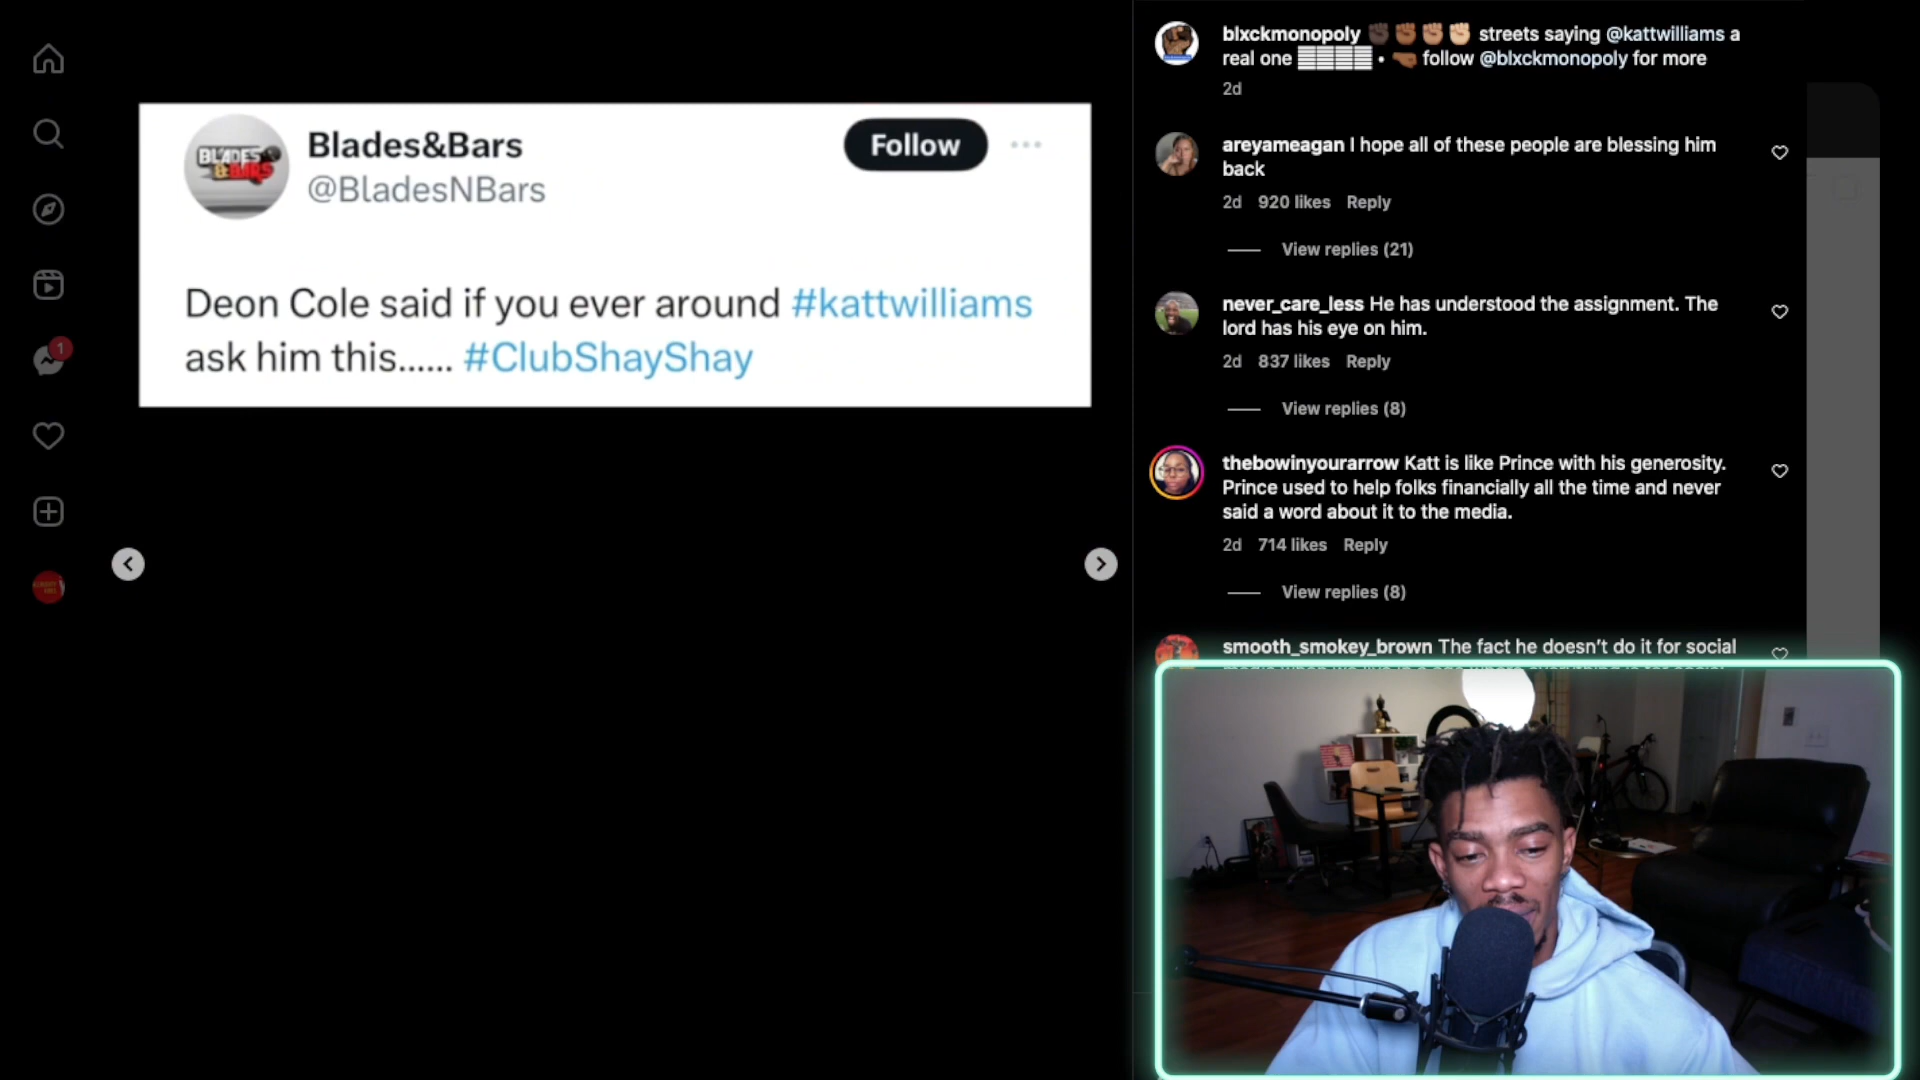 BLADES
& BARS
Blades&Bars
@BladesNBars
Follow
Deon Cole said if you ever around #kattwilliams
ask him this...... #ClubShayShay
1
blxckmonopoly ✊🏿✊🏾✊🏽✊🏼 streets saying @kattwilliams a
real one • 🤜🏾 follow @blxckmonopoly for more
2d
areyameagan I hope all of these people are blessing him
back
2d 920 likes Reply
View replies (21)
never_care_less He has understood the assignment. The
lord has his eye on him.
2d 837 likes Reply
View replies (8)
thebowinyourarrow Katt is like Prince with his generosity.
Prince used to help folks financially all the time and never
said a word about it to the media.
2d 714 likes Reply
View replies (8)
smooth_smokey_brown The fact he doesn't do it for social